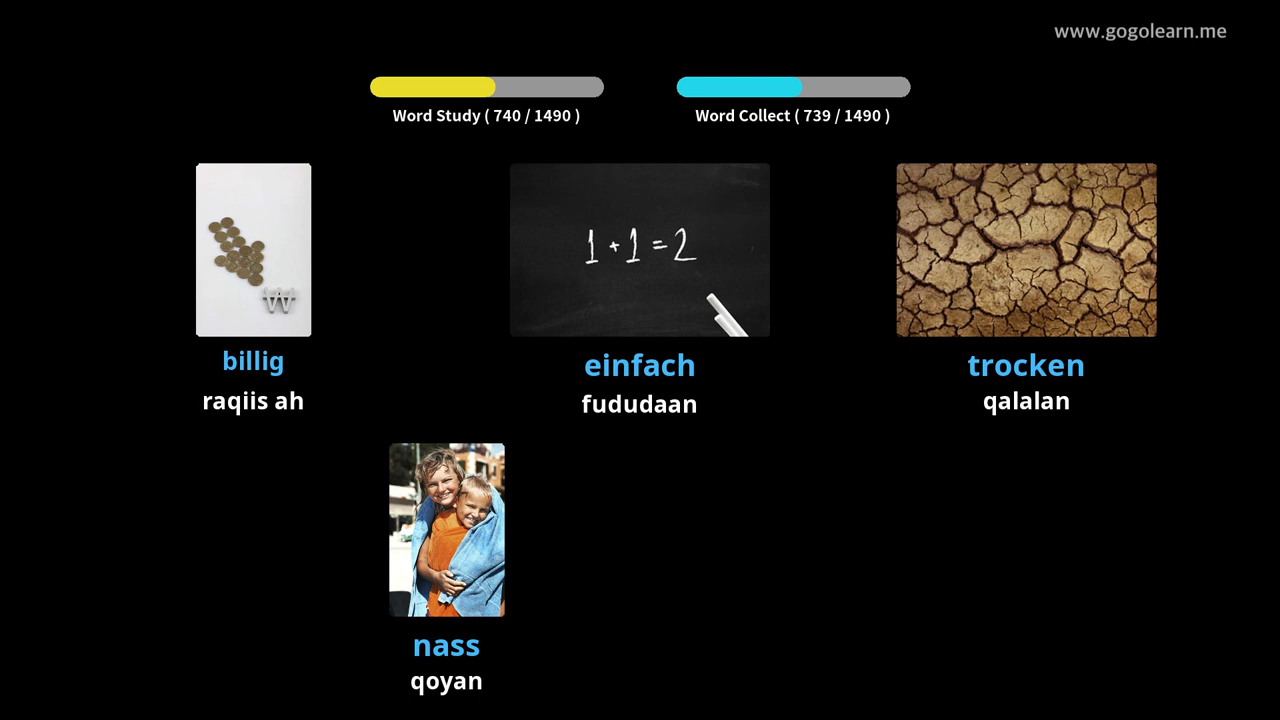 www.gogolearn.me
Word Study ( 740 / 1490 )
Word Collect ( 739 / 1490 )
1 + 1 = 2
₩
billig
raqiis ah
einfach
fududaan
trocken
qalalan
nass
qoyan